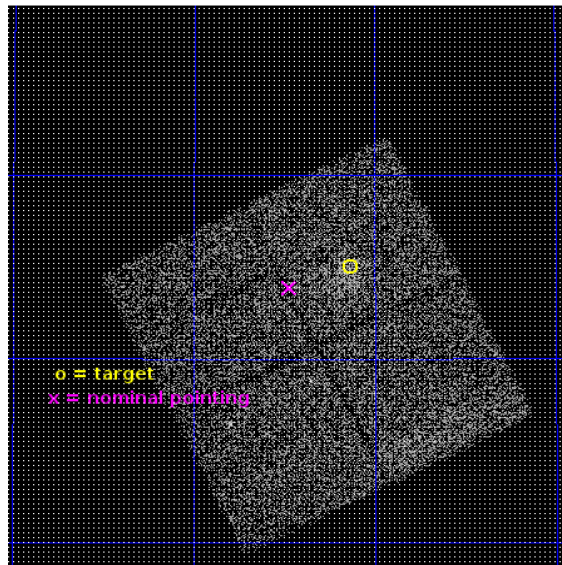 o = target
x = nominal pointing